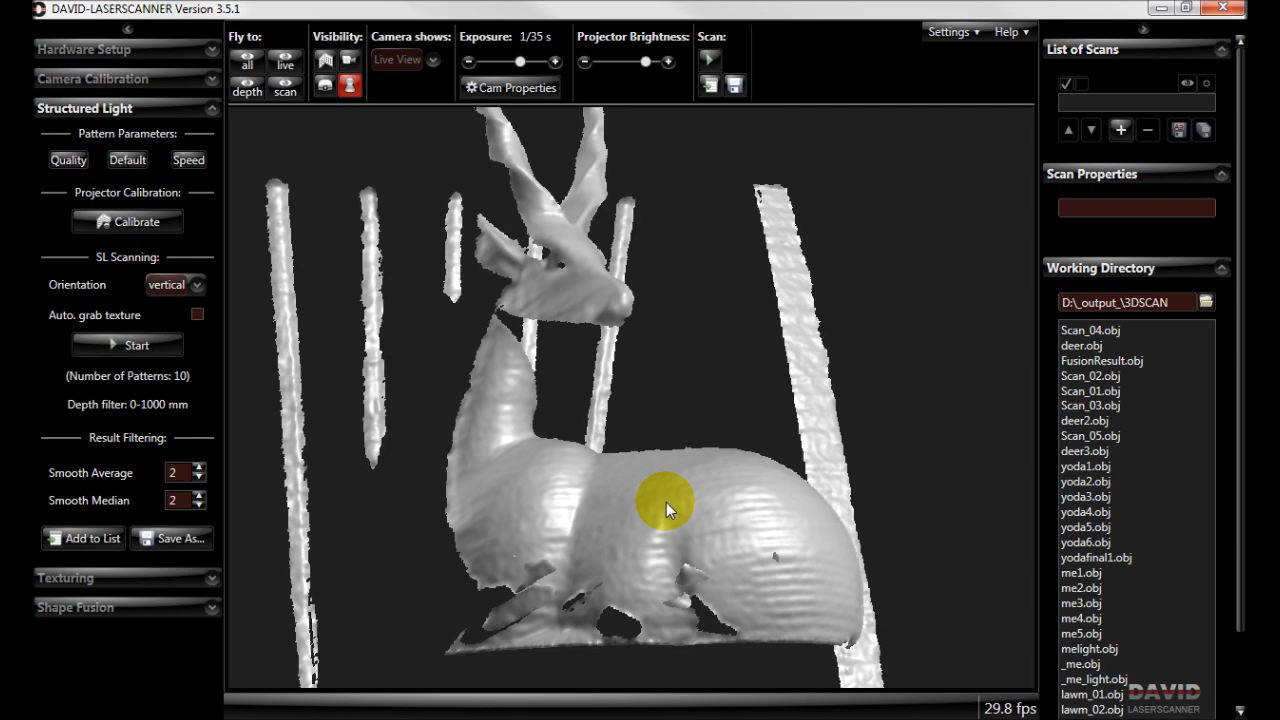 DAVID-LASERSCANNER Version 3.5.1
Hardware Setup
Camera Calibration
Structured Light
Pattern Parameters:
Quality Default Speed
Projector Calibration:
Calibrate
SL Scanning:
Orientation vertical
Auto. grab texture
Start
(Number of Patterns: 10)
Depth filter: 0-1000 mm
Result Filtering:
Smooth Average 2
Smooth Median 2
Add to List Save As...
Texturing
Shape Fusion
Fly to: Visibility: Camera shows: Exposure: 1/35 s Projector Brightness: Scan: Settings Help
all live Live View
depth scan Cam Properties
29.8 fps
List of Scans
Scan Properties
Working Directory
D:\_output_\3DSCAN
Scan_04.obj
deer.obj
FusionResult.obj
Scan_02.obj
Scan_01.obj
Scan_03.obj
deer2.obj
Scan_05.obj
deer3.obj
yoda1.obj
yoda2.obj
yoda3.obj
yoda4.obj
yoda5.obj
yoda6.obj
yodafinal1.obj
me1.obj
me2.obj
me3.obj
me4.obj
me5.obj
melight.obj
_me.obj
_me_light.obj
lawm_01.obj
lawm_02.obj
DAVID
LASERSCANNER